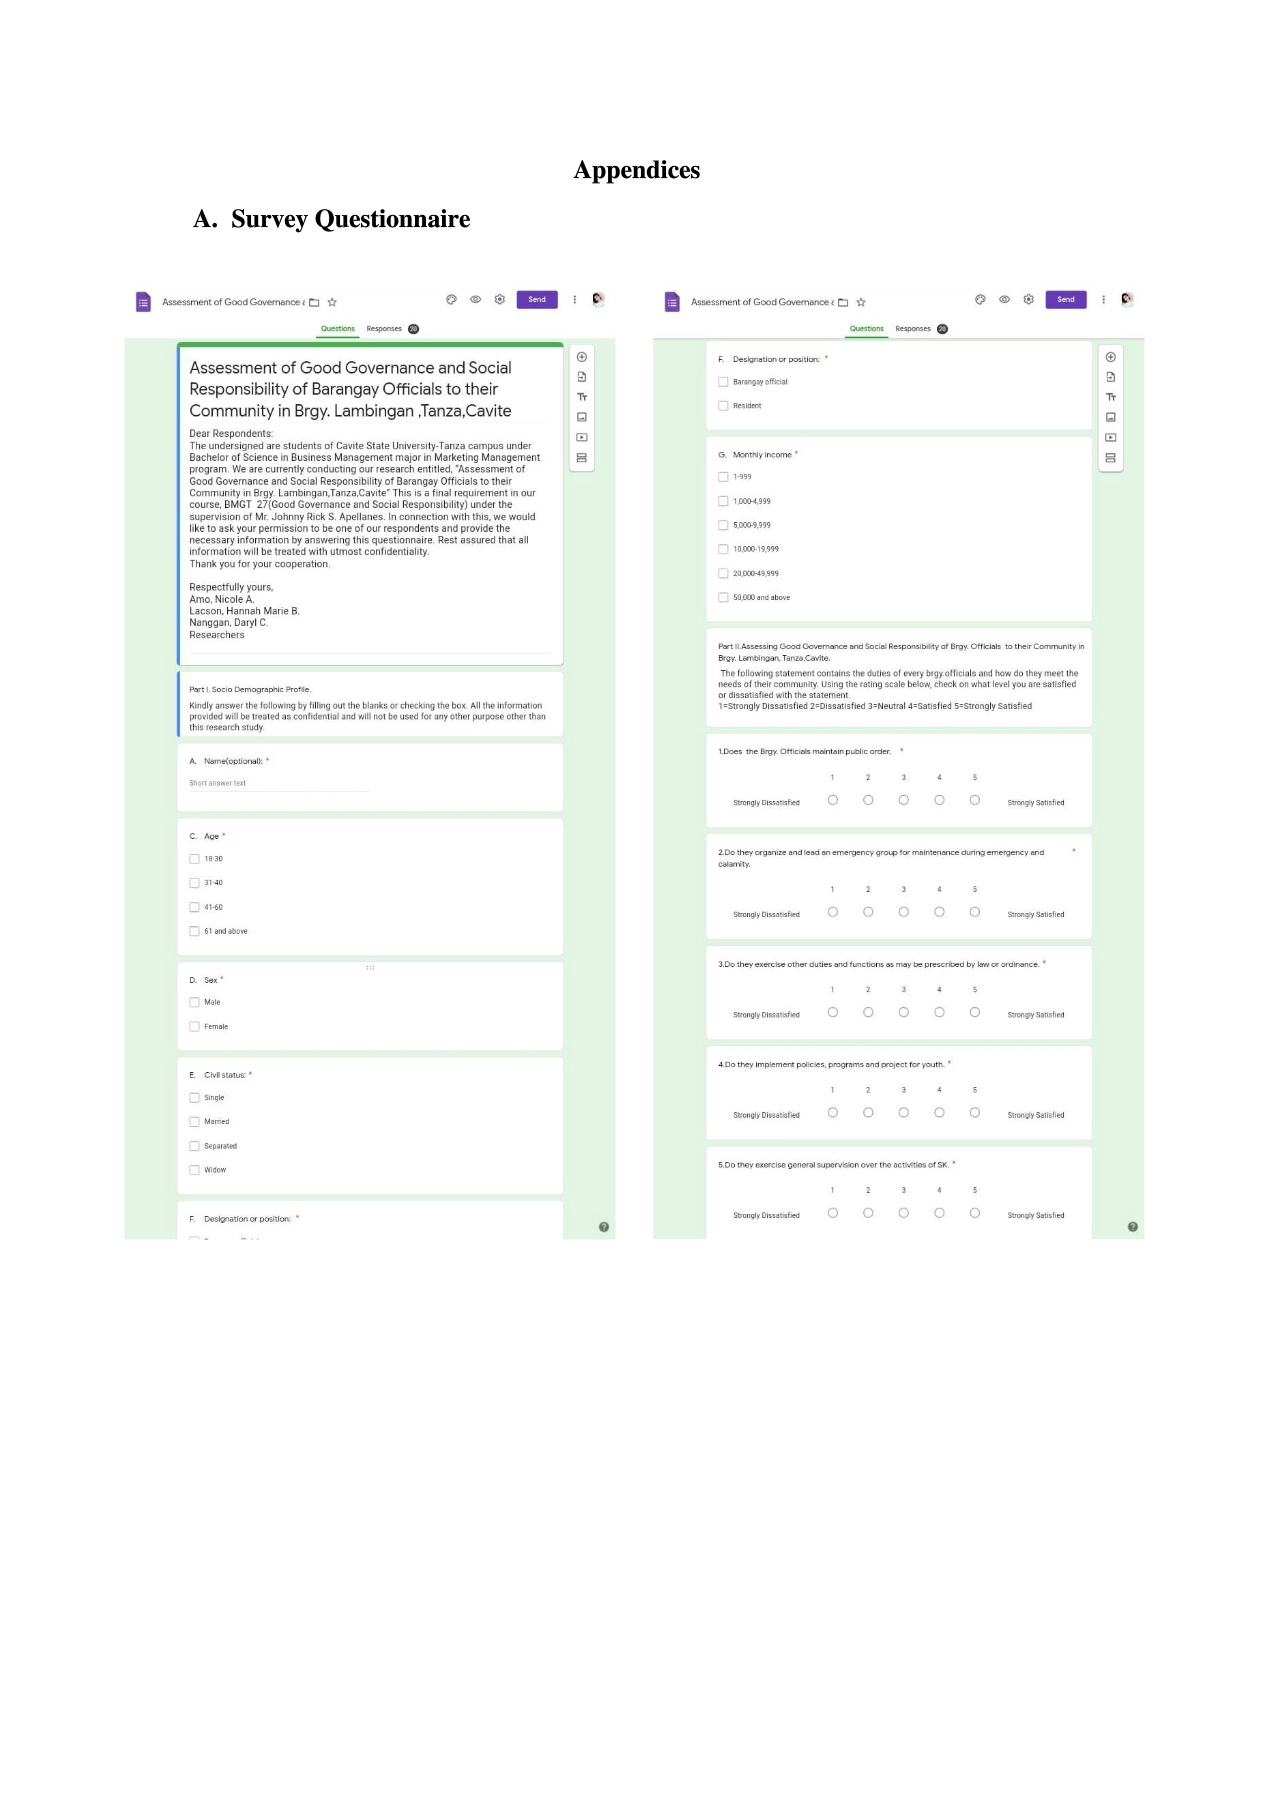 Appendices
A. Survey Questionnaire
Assessment of Good Governance &
Send
Questions Responses 20
Assessment of Good Governance and Social
Responsibility of Barangay Officials to their
Community in Brgy. Lambingan ,Tanza,Cavite
Dear Respondents:
The undersigned are students of Cavite State University-Tanza campus under
Bachelor of Science in Business Management major in Marketing Management
program. We are currently conducting our research entitled, “Assessment of
Good Governance and Social Responsibility of Barangay Officials to their
Community in Brgy. Lambingan,Tanza,Cavite” This is a final requirement in our
course, BMGT 27(Good Governance and Social Responsibility) under the
supervision of Mr. Johnny Rick S. Apellanes. In connection with this, we would
like to ask your permission to be one of our respondents and provide the
necessary information by answering this questionnaire. Rest assured that all
information will be treated with utmost confidentiality.
Thank you for your cooperation.
Respectfully yours,
Amo, Nicole A.
Lacson, Hannah Marie B.
Nanggan, Daryl C.
Researchers
Part I. Socio Demographic Profile.
Kindly answer the following by filling out the blanks or checking the box. All the information
provided will be treated as confidential and will not be used for any other purpose other than
this research study.
A. Name(optional): *
Short answer text
C. Age *
18-30
31-40
41-60
61 and above
D. Sex *
Male
Female
E. Civil status: *
Single
Married
Separated
Widow
F. Designation or position: *
Assessment of Good Governance &
Send
Questions Responses 20
F. Designation or position: *
Barangay official
Resident
G. Monthly income *
1-999
1,000-4,999
5,000-9,999
10,000-19,999
20,000-49,999
50,000 and above
Part II.Assessing Good Governance and Social Responsibility of Brgy. Officials to their Community in
Brgy. Lambingan, Tanza,Cavite.
The following statement contains the duties of every brgy.officials and how do they meet the
needs of their community. Using the rating scale below, check on what level you are satisfied
or dissatisfied with the statement.
1=Strongly Dissatisfied 2=Dissatisfied 3=Neutral 4=Satisfied 5=Strongly Satisfied
1.Does the Brgy. Officials maintain public order. *
1 2 3 4 5
Strongly Dissatisfied Strongly Satisfied
2.Do they organize and lead an emergency group for maintenance during emergency and *
calamity.
1 2 3 4 5
Strongly Dissatisfied Strongly Satisfied
3.Do they exercise other duties and functions as may be prescribed by law or ordinance. *
1 2 3 4 5
Strongly Dissatisfied Strongly Satisfied
4.Do they implement policies, programs and project for youth. *
1 2 3 4 5
Strongly Dissatisfied Strongly Satisfied
5.Do they exercise general supervision over the activities of SK. *
1 2 3 4 5
Strongly Dissatisfied Strongly Satisfied